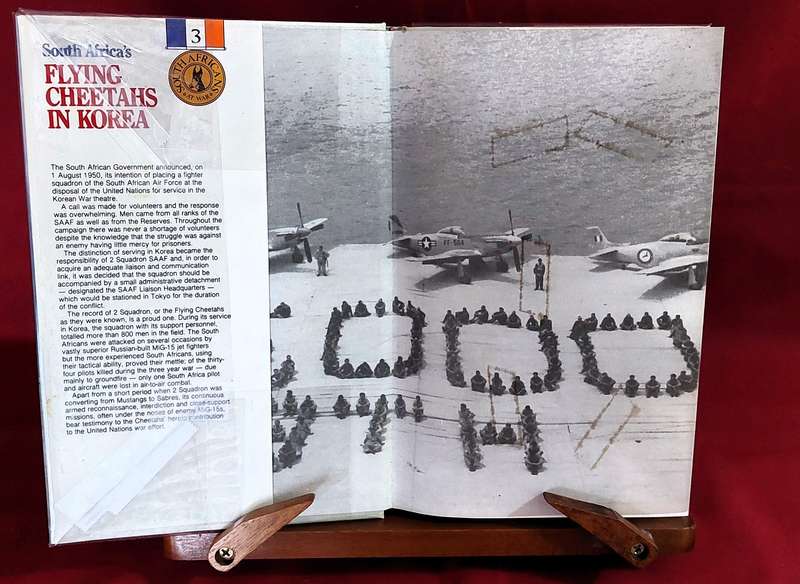 South Africa's
FLYING
CHEETAHS
IN KOREA
3
SOUTH AFRICANS
AT WAR
The South African Government announced, on
1 August 1950, its intention of placing a fighter
squadron of the South African Air Force at the
disposal of the United Nations for service in the
Korean War theatre.
A call was made for volunteers and the response
was overwhelming. Men came from all ranks of the
SAAF as well as from the Reserves. Throughout the
campaign there was never a shortage of volunteers
despite the knowledge that the struggle was against
an enemy having little mercy for prisoners.
The distinction of serving in Korea became the
responsibility of 2 Squadron SAAF and, in order to
acquire an adequate liaison and communication
link, it was decided that the squadron should be
accompanied by a small administrative detachment
— designated the SAAF Liaison Headquarters —
which would be stationed in Tokyo for the duration
of the conflict.
The record of 2 Squadron, or the Flying Cheetahs
as they were known, is a proud one. During its service
in Korea, the squadron with its support personnel,
totalled more than 800 men in the field. The South
Africans were attacked on several occasions by
vastly superior Russian-built MiG-15 jet fighters
but the more experienced South Africans, using
their tactical ability, proved their mettle; of the thirty-
four pilots killed during the three year war — due
mainly to groundfire — only one South African pilot
and aircraft were lost in air-to-air combat.
Apart from a short period when 2 Squadron was
converting from Mustangs to Sabres, its continuous
armed reconnaissance, interdiction and close-support
missions, often under the noses of enemy MiG-15s,
bear testimony to the Cheetahs' heroic contribution
to the United Nations war effort.
FF-504
000